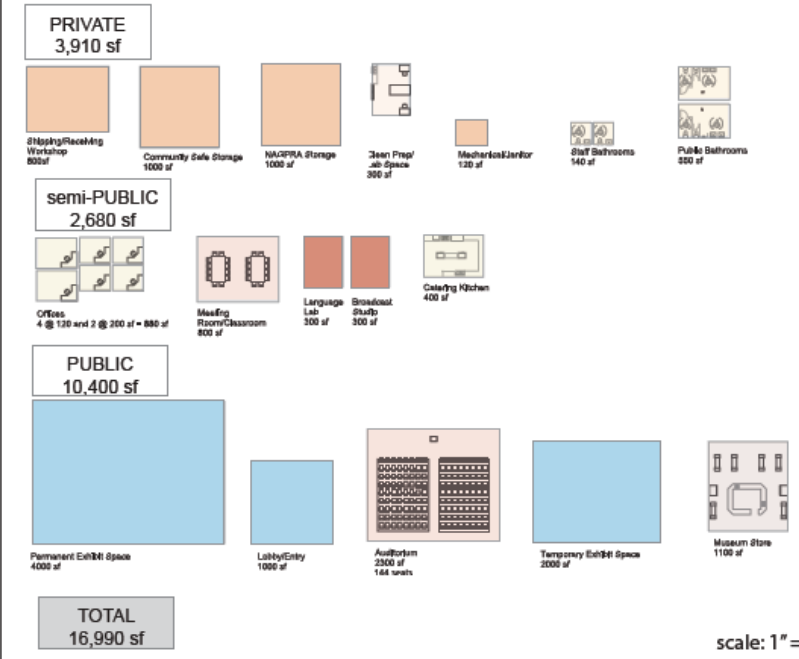 PRIVATE
3,910 sf
Shipping/Receiving
Workshop
800sf
Community Safe Storage
1000 sf
NAGPRA Storage
1000 sf
Clean Prep/
Lab Space
300 sf
Mechanical/Janitor
120 sf
Staff Bathrooms
140 sf
Public Bathrooms
550 sf
semi-PUBLIC
2,680 sf
Offices
4 @ 120 and 2 @ 200 sf = 880 sf
Meeting
Room/Classroom
800 sf
Language
Lab
300 sf
Broadcast
Studio
300 sf
Catering Kitchen
400 sf
PUBLIC
10,400 sf
Permanent Exhibit Space
4000 sf
Lobby/Entry
1000 sf
Auditorium
2300 sf
144 seats
Temporary Exhibit Space
2000 sf
Museum Store
1100 sf
TOTAL
16,990 sf
scale: 1" =